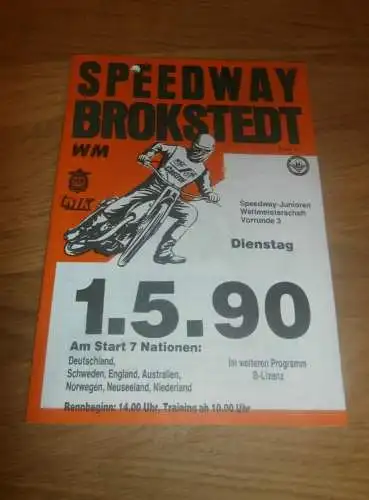 SPEEDWAY
BROKSTEDT
WM
Speedway-Junioren
Weltmeisterschaft
Vorrunde 3
Dienstag
1.5.90
Am Start 7 Nationen:
Deutschland,
Schweden, England, Australien,
Norwegen, Neuseeland, Niederland
Im weiteren Programm
B-Lizenz
Rennbeginn: 14.00 Uhr, Training ab 10.00 Uhr